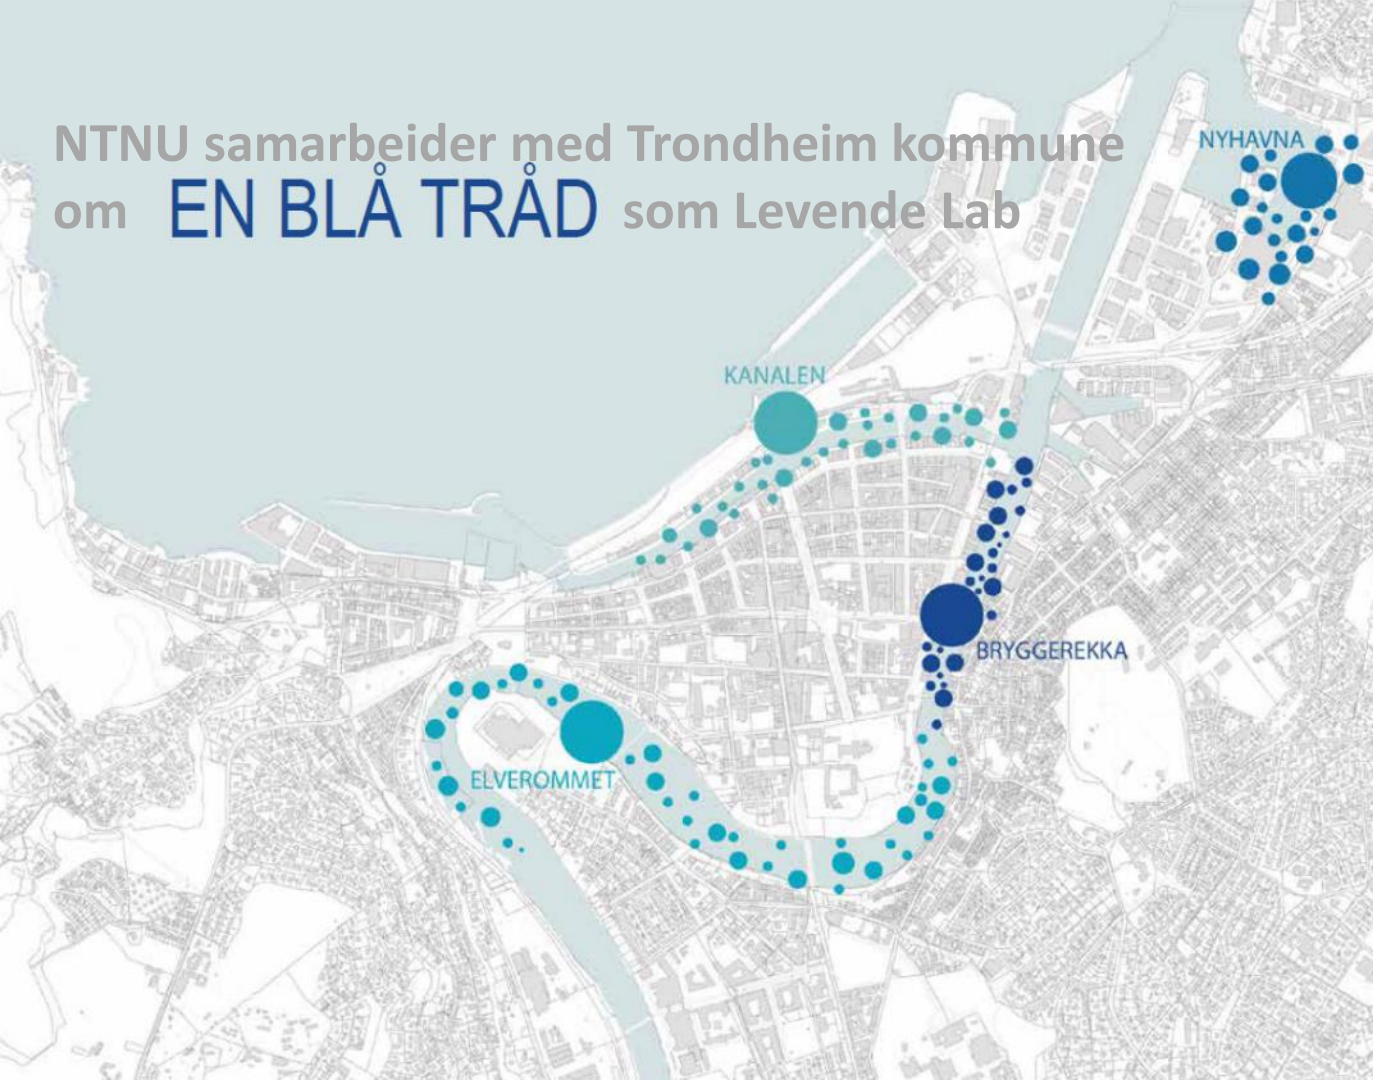 NTNU samarbeider med Trondheim kommune
om EN BLÅ TRÅD som Levende Lab
NYHAVNA
KANALEN
BRYGGEREKKA
ELVEROMMET